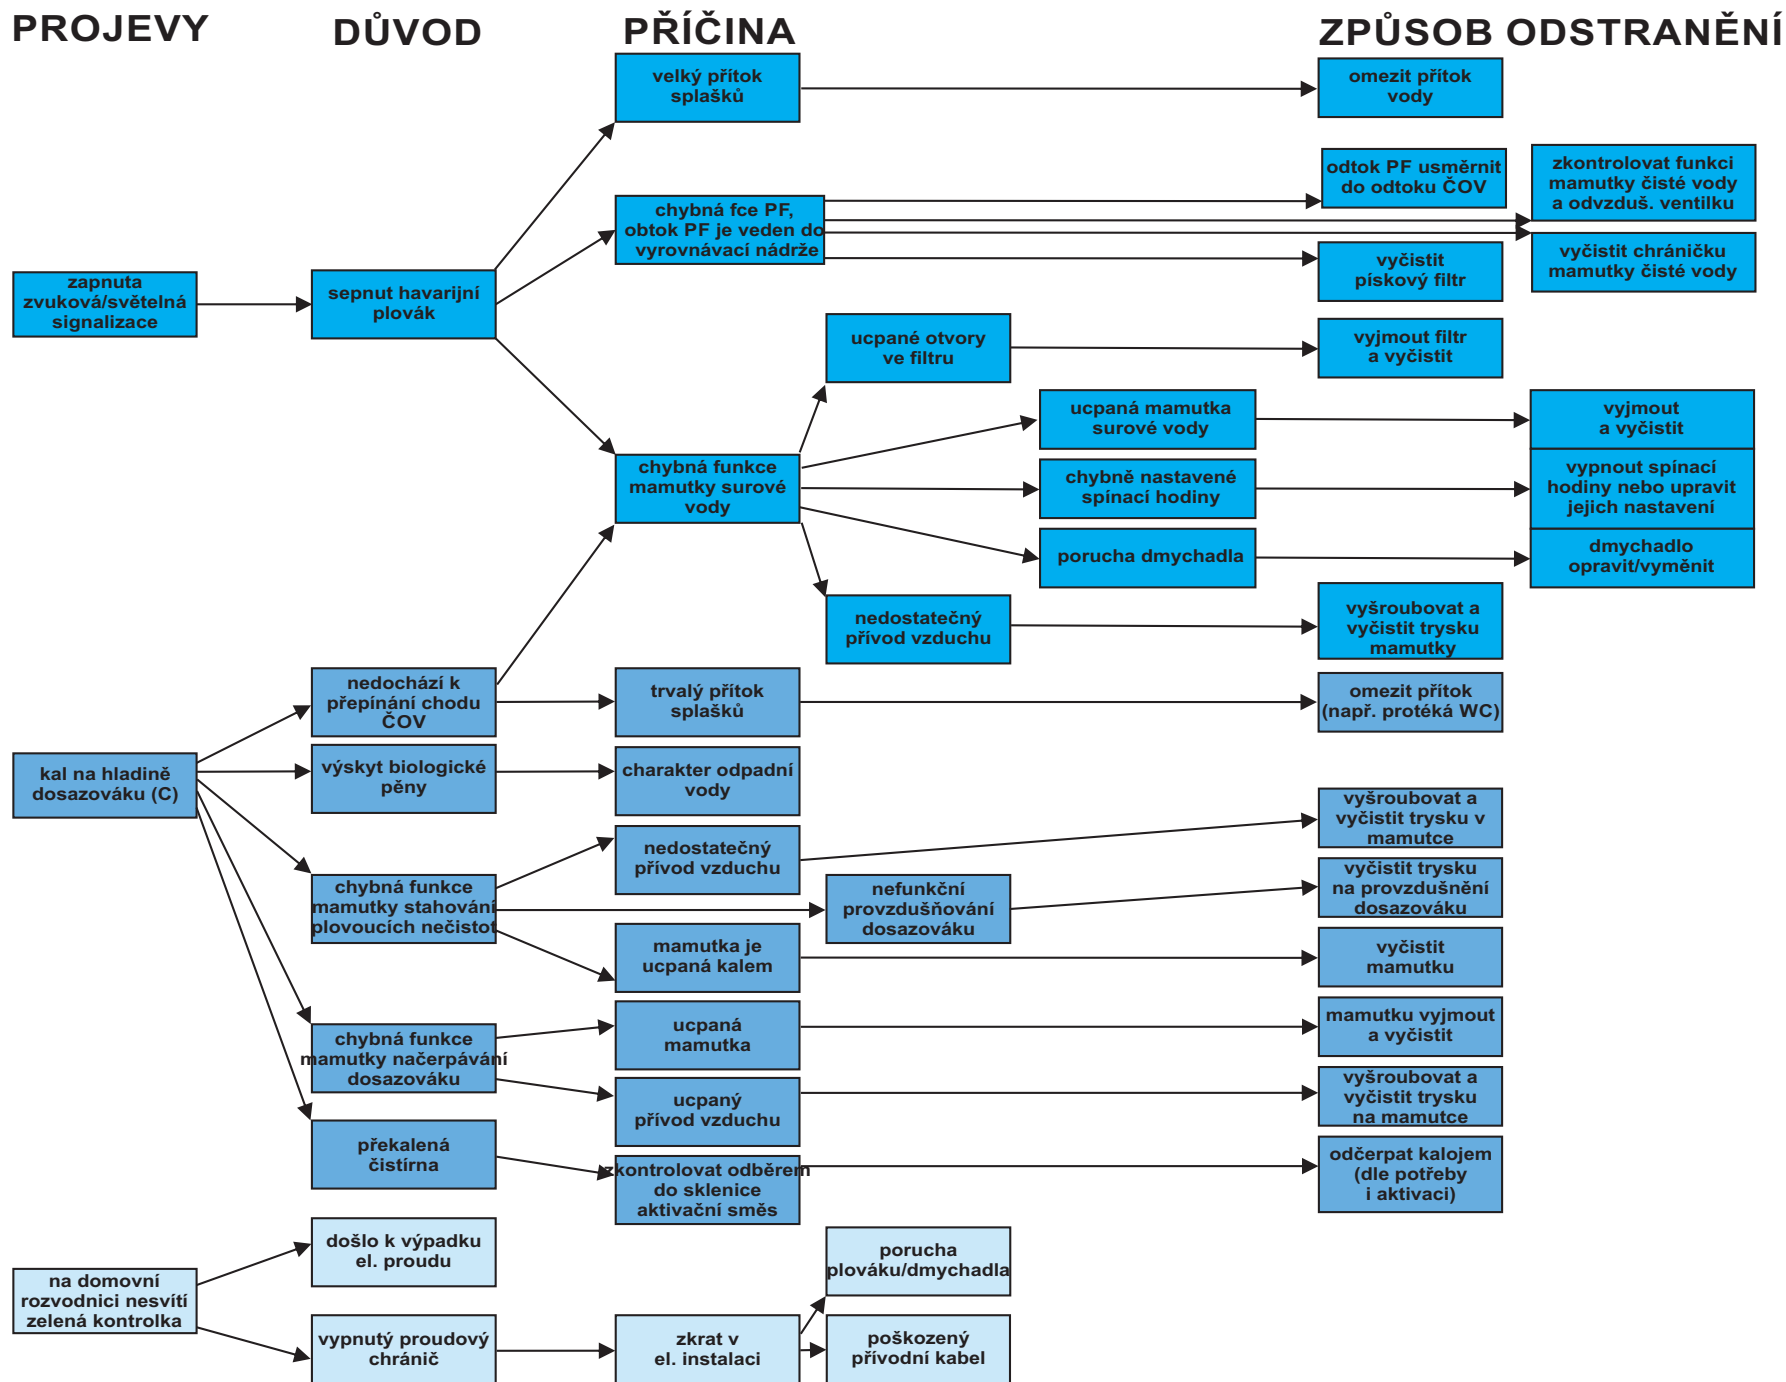 PROJEVY
DŮVOD
PŘÍČINA
ZPŮSOB ODSTRANĚNÍ
velký přítok
splašků
omezit přítok
vody
odtok PF usměrnit
do odtoku ČOV
zkontrolovat funkci
mamutky čisté vody
a odvzduš. ventilku
chybná fce PF,
obtok PF je veden do
vyrovnávací nádrže
vyčistit
pískový filtr
vyčistit chráničku
mamutky čisté vody
zapnuta
zvuková/světelná
signalizace
sepnut havarijní
plovák
ucpané otvory
ve filtru
vyjmout filtr
a vyčistit
ucpaná mamutka
surové vody
vyjmout
a vyčistit
chybná funkce
mamutky surové
vody
chybně nastavené
spínací hodiny
vypnout spínací
hodiny nebo upravit
jejich nastavení
porucha dmychadla
dmychadlo
opravit/vyměnit
nedostatečný
přívod vzduchu
vyšroubovat a
vyčistit trysku
mamutky
nedochází k
přepínání chodu
ČOV
trvalý přítok
splašků
omezit přítok
(např. protéká WC)
kal na hladině
dosazováku (C)
výskyt biologické
pěny
charakter odpadní
vody
nedostatečný
přívod vzduchu
vyšroubovat a
vyčistit trysku v
mamutce
chybná funkce
mamutky stahování
plovoucích nečistot
nefunkční
provzdušňování
dosazováku
vyčistit trysku
na provzdušnění
dosazováku
mamutka je
ucpaná kalem
vyčistit
mamutku
chybná funkce
mamutky načerpávání
dosazováku
ucpaná
mamutka
mamutku vyjmout
a vyčistit
ucpaný
přívod vzduchu
vyšroubovat a
vyčistit trysku
na mamutce
překalená
čistírna
zkontrolovat odběrem
do sklenice
aktivační směs
odčerpat kalojem
(dle potřeby
i aktivaci)
na domovní
rozvodnici nesvítí
zelená kontrolka
došlo k výpadku
el. proudu
porucha
plováku/dmychadla
vypnutý proudový
chránič
zkrat v
el. instalaci
poškozený
přívodní kabel